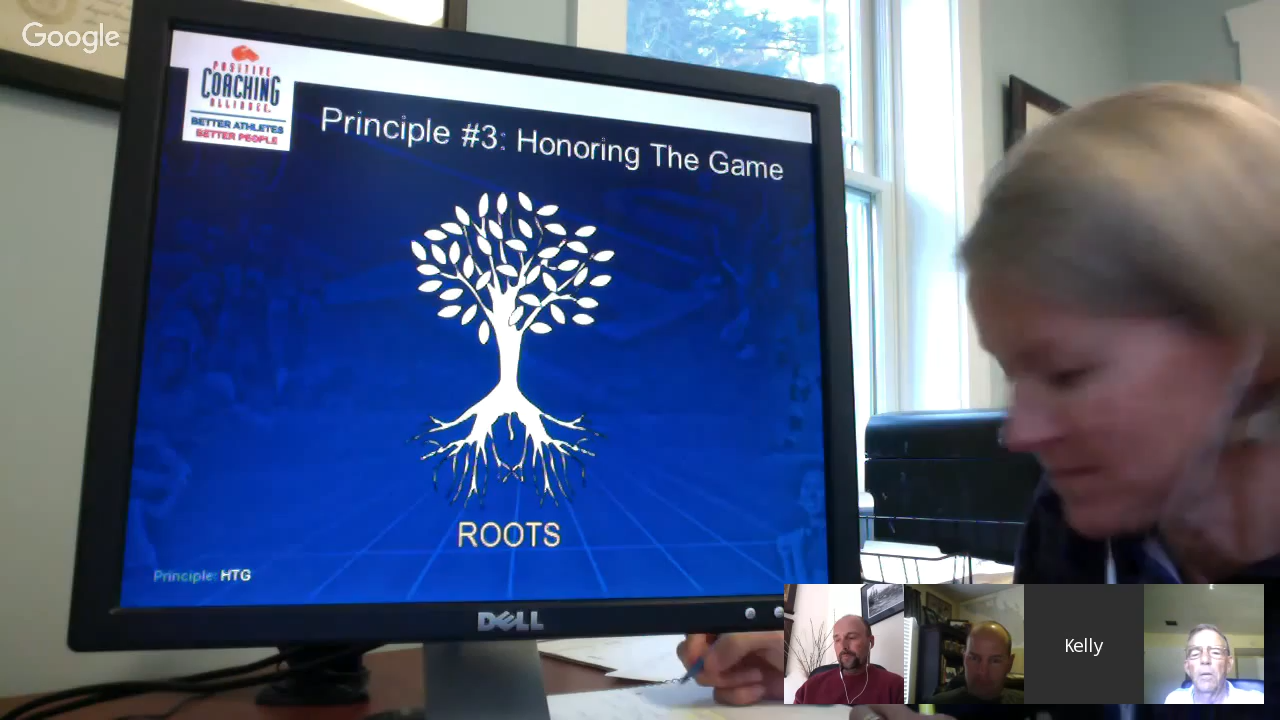 Google
POSITIVE
COACHING
ALLIANCE
BETTER ATHLETES
BETTER PEOPLE
Principle #3: Honoring The Game
ROOTS
Principle: HTG
DELL
Kelly